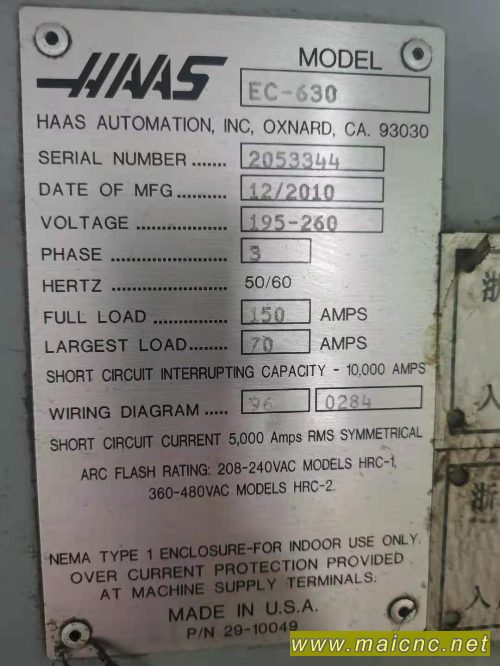 HAAS
MODEL
EC-630
HAAS AUTOMATION, INC, OXNARD, CA. 93030
SERIAL NUMBER ....... 2053344
DATE OF MFG .......... 12/2010
VOLTAGE ................ 195-260
PHASE .................. 3
HERTZ .................. 50/60
FULL LOAD ............. 150 AMPS
LARGEST LOAD....... 70 AMPS
SHORT CIRCUIT INTERRUPTING CAPACITY - 10,000 AMPS
WIRING DIAGRAM ..... 96 0284
SHORT CIRCUIT CURRENT 5,000 Amps RMS SYMMETRICAL
ARC FLASH RATING: 208-240VAC MODELS HRC-1,
360-480VAC MODELS HRC-2.
NEMA TYPE 1 ENCLOSURE-FOR INDOOR USE ONLY.
OVER CURRENT PROTECTION PROVIDED
AT MACHINE SUPPLY TERMINALS.
MADE IN U.S.A.
P/N 29-10049
浙
入
浙
入
www.maicnc.net